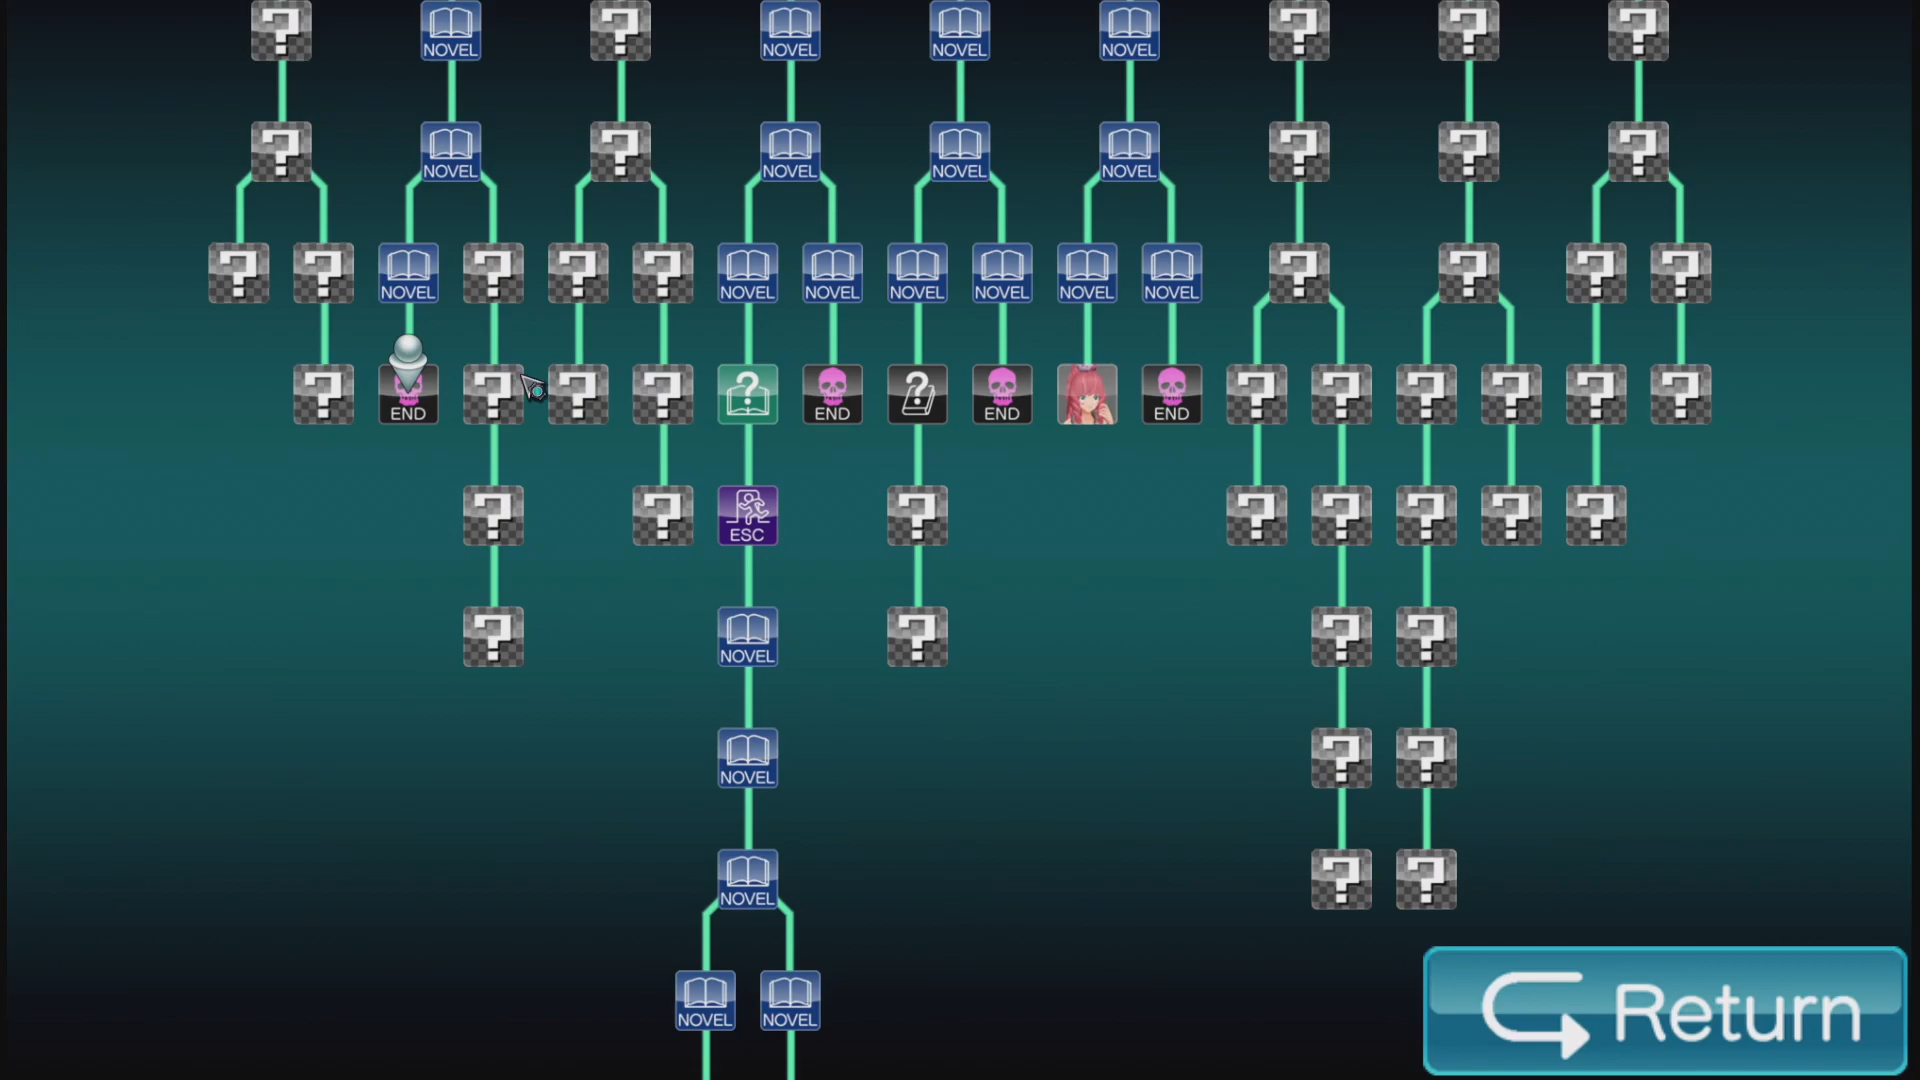 ? NOVEL ? NOVEL NOVEL NOVEL ? ? ?
? NOVEL ? NOVEL NOVEL NOVEL ? ? ?
? ? NOVEL ? ? ? NOVEL NOVEL NOVEL NOVEL NOVEL NOVEL ? ? ? ?
? END ? ? ? ? END ? END END ? ? ? ? ? ?
? ? ESC ? ? ? ? ? ?
? NOVEL ? ? ?
NOVEL ? ?
NOVEL ? ?
NOVEL NOVEL
Return